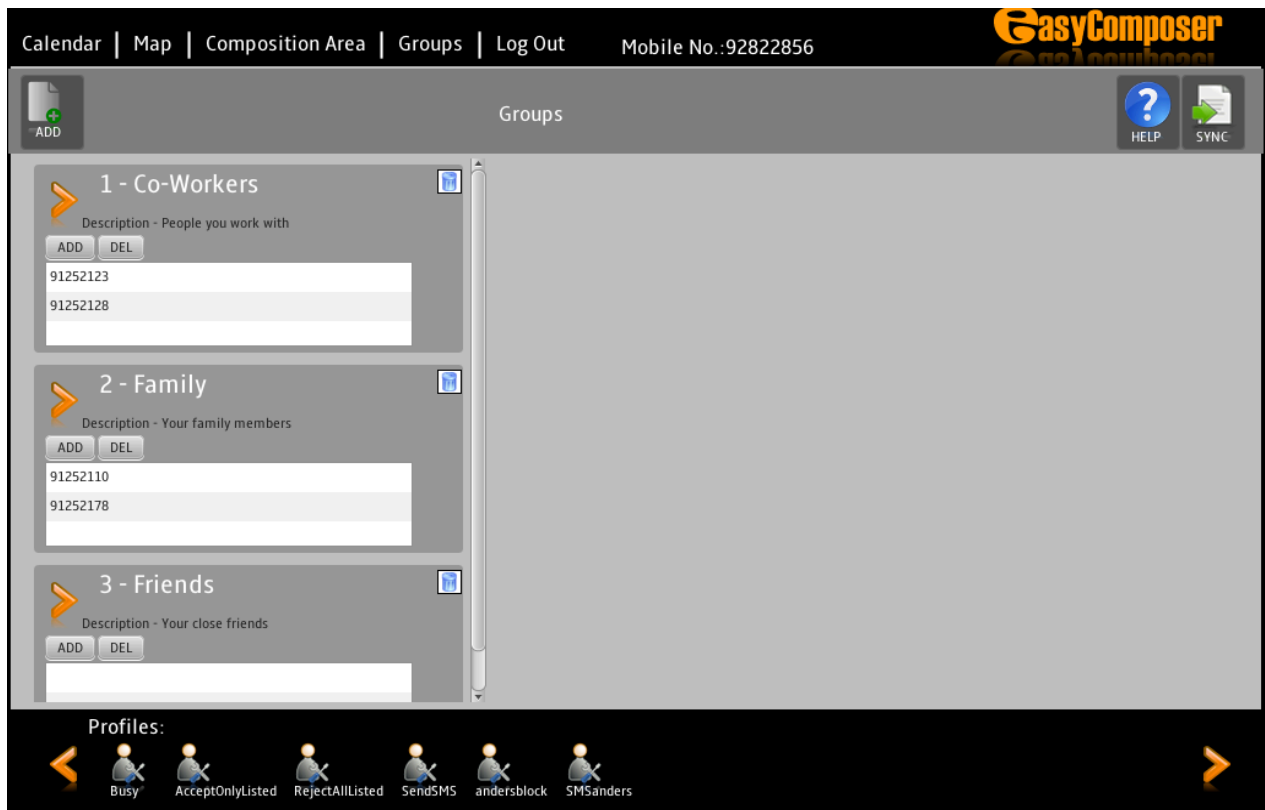 Calendar | Map | Composition Area | Groups | Log Out Mobile No.:92822856
easyComposer
ADD
Groups
HELP
SYNC
1 - Co-Workers
Description - People you work with
ADD DEL
91252123
91252128
2 - Family
Description - Your family members
ADD DEL
91252110
91252178
3 - Friends
Description - Your close friends
ADD DEL
Profiles:
Busy AcceptOnlyListed RejectAllListed SendSMS andersblock SMSanders